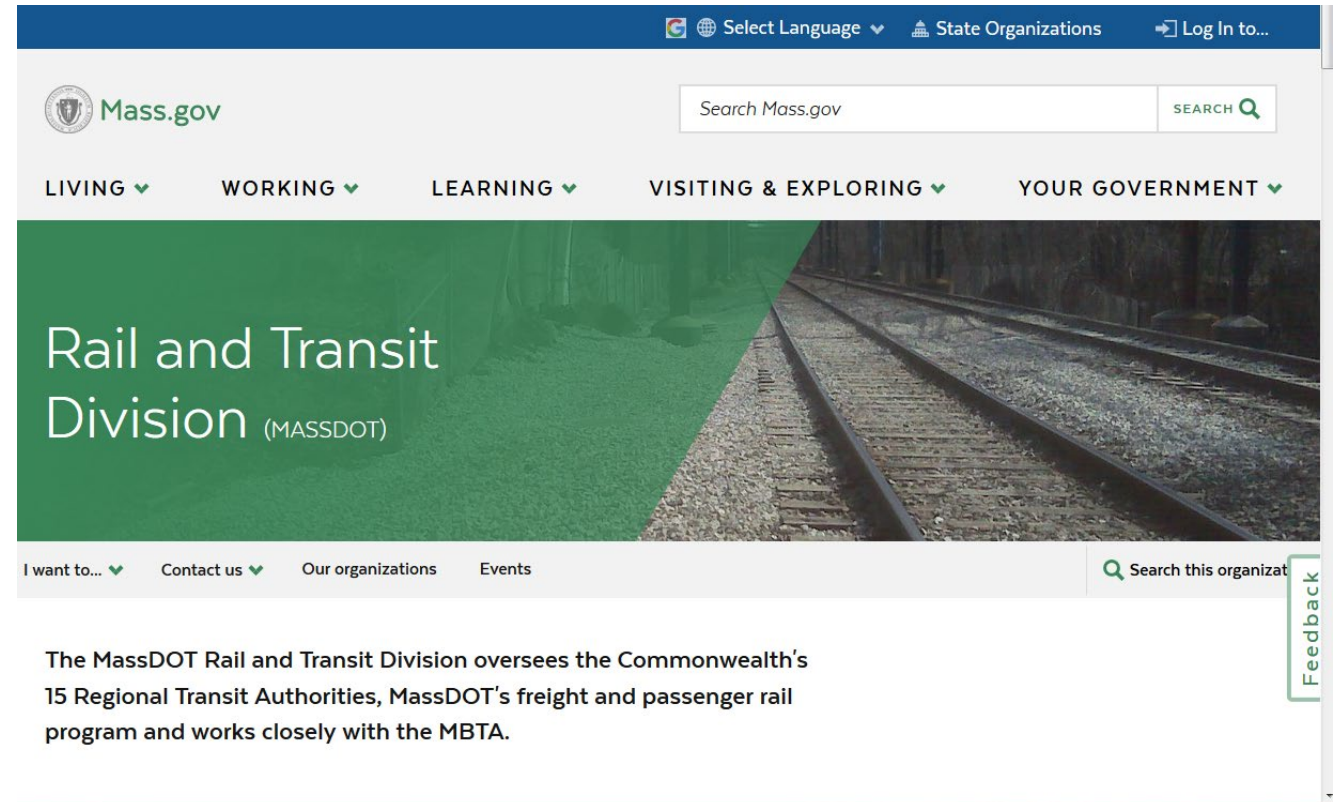 Select Language
State Organizations
Log In to...
Mass.gov
Search Mass.gov
SEARCH
LIVING
WORKING
LEARNING
VISITING & EXPLORING
YOUR GOVERNMENT
Rail and Transit
Division (MASSDOT)
I want to...
Contact us
Our organizations
Events
Search this organizat
Feedback
The MassDOT Rail and Transit Division oversees the Commonwealth's
15 Regional Transit Authorities, MassDOT's freight and passenger rail
program and works closely with the MBTA.